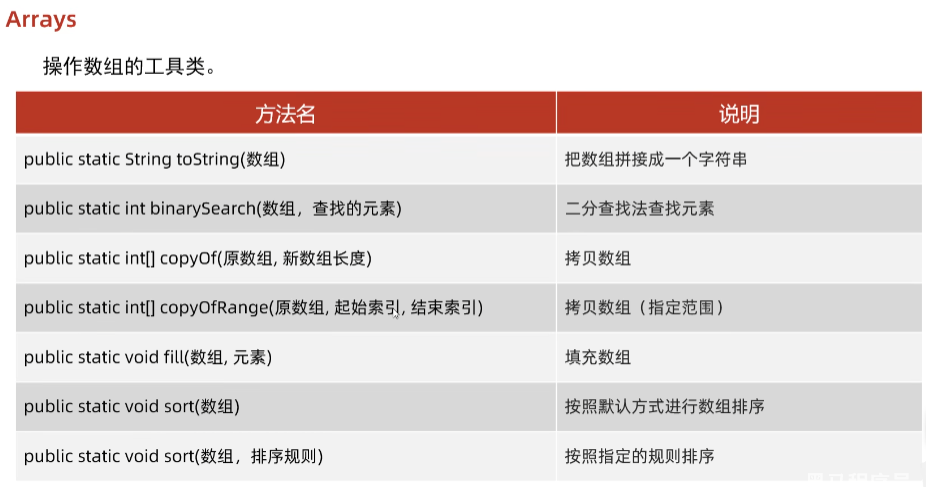 Arrays
操作数组的工具类。
方法名 说明
public static String toString(数组) 把数组拼接成一个字符串
public static int binarySearch(数组，查找的元素) 二分查找法查找元素
public static int[] copyOf(原数组, 新数组长度) 拷贝数组
public static int[] copyOfRange(原数组, 起始索引, 结束索引) 拷贝数组（指定范围）
public static void fill(数组, 元素) 填充数组
public static void sort(数组) 按照默认方式进行数组排序
public static void sort(数组，排序规则) 按照指定的规则排序